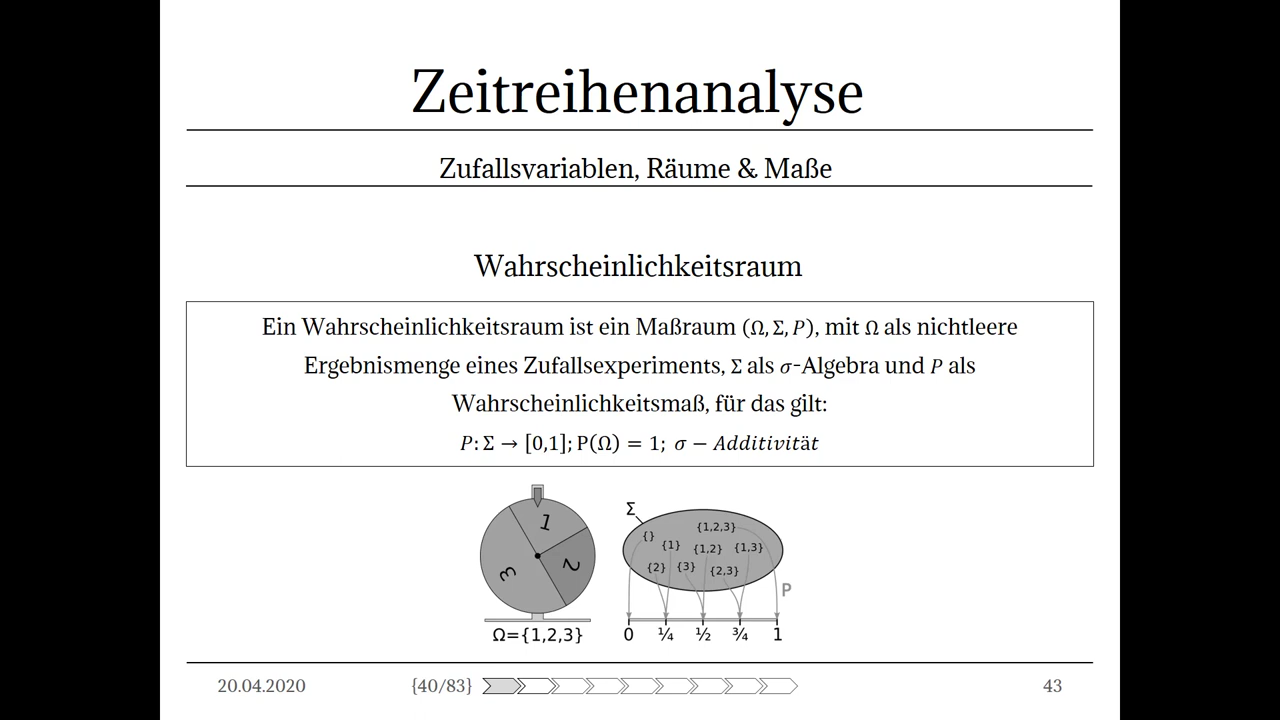 Zeitreihenanalyse
Zufallsvariablen, Räume & Maße
Wahrscheinlichkeitsraum
Ein Wahrscheinlichkeitsraum ist ein Maßraum (Ω, Σ, P), mit Ω als nichtleere
Ergebnismenge eines Zufallsexperiments, Σ als σ-Algebra und P als
Wahrscheinlichkeitsmaß, für das gilt:
P: Σ → [0,1]; P(Ω) = 1; σ − Additivität
1
2
3
Ω={1,2,3}
Σ
{} {1,2,3}
{1} {1,2} {1,3}
{2} {3} {2,3}
P
0 ¼ ½ ¾ 1
20.04.2020 {40/83} 43